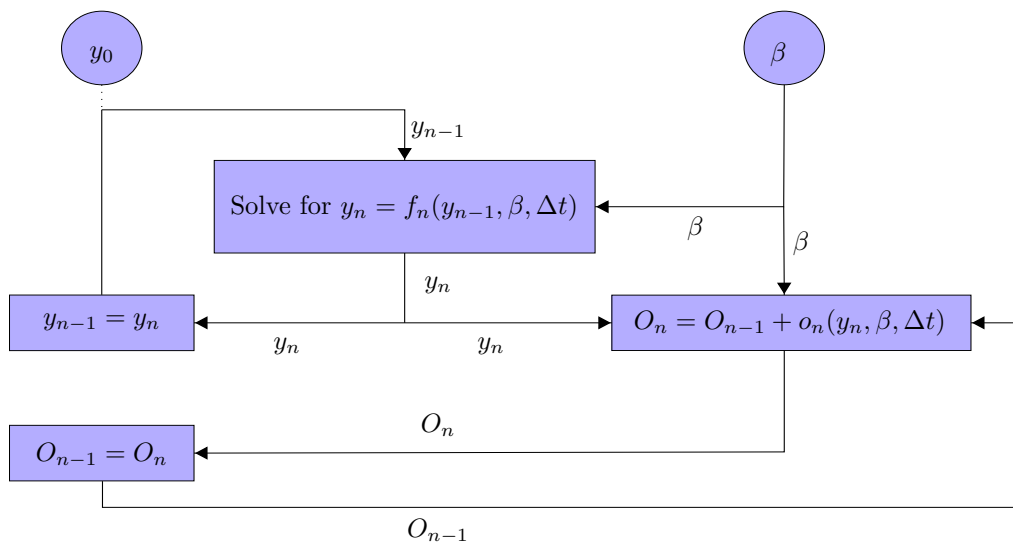 y_0
β
y_{n-1}
Solve for y_n = f_n(y_{n-1}, β, Δt)
β
β
y_n
y_{n-1} = y_n
O_n = O_{n-1} + o_n(y_n, β, Δt)
y_n
y_n
O_n
O_{n-1} = O_n
O_{n-1}